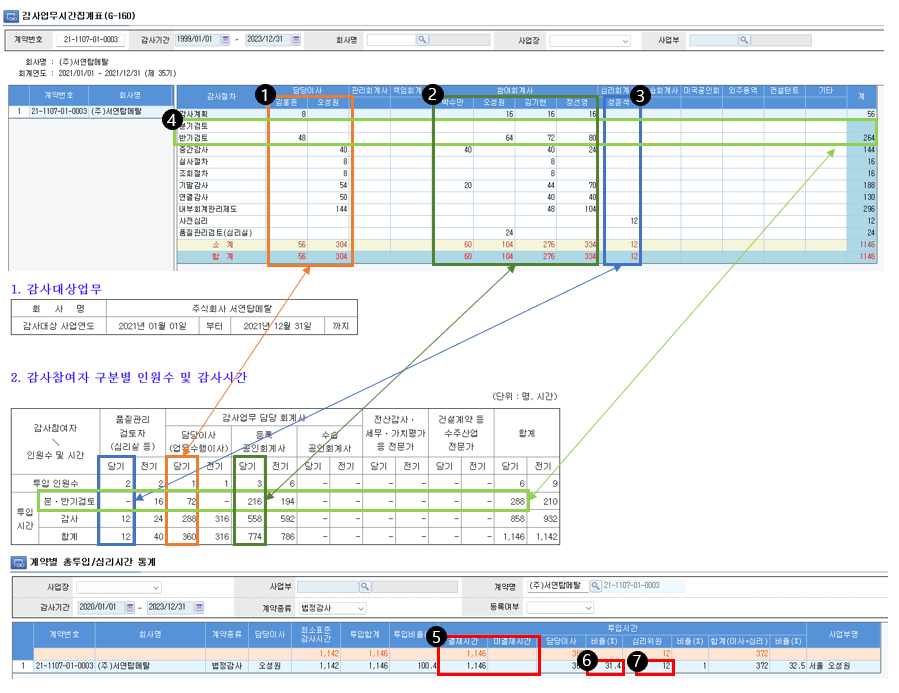 감사업무시간집계표(G-160)
계약번호 21-1107-01-0003 감사기간 1999/01/01 ~ 2023/12/31 회사명 사업장 사업부
회사명 : (주)서연탑메탈
회계연도 : 2021/01/01 - 2021/12/31 (제 35기)
계약번호 회사명
1 21-1107-01-0003 (주)서연탑메탈
감사절차 담당이사 관리회계사 책임회계 참여회계사 심리회계 습회계사 미국공인회 외주용역 컨설턴트 기타 계
1 2 3 4
김홍돈 오성원 박수만 오성원 김기현 정선영 성윤석
감사계획 8 16 16 16 56
분기검토
반기검토 48 64 72 80 264
중간감사 40 40 40 24 144
실사절차 8 8 16
조회절차 8 8 16
기말감사 54 20 44 70 188
연결감사 50 40 40 130
내부회계관리제도 144 48 104 296
사전심리 12 12
품질관리검토(심리실) 24 24
소 계 56 304 60 104 276 334 12 1146
합 계 56 304 60 104 276 334 12 1146
1. 감사대상업무
회 사 명 주식회사 서연탑메탈
감사대상 사업연도 2021년 01월 01일 부터 2021년 12월 31일 까지
2. 감사참여자 구분별 인원수 및 감사시간
(단위 : 명, 시간)
감사참여자 \ 인원수 및 시간
품질관리 검토자 (심리실 등)
감사업무 담당 회계사
담당이사 (업무수행이사)
등록 공인회계사
수습 공인회계사
전산감사 · 세무 · 가치평가 등 전문가
건설계약 등 수주산업 전문가
합계
당기 전기 당기 전기 당기 전기 당기 전기 당기 전기 당기 전기 당기 전기
투입 인원수 2 2 1 1 3 6 – – – – – – 6 9
투입 시간
분 · 반기검토 – 16 72 – 216 194 – – – – – – 288 210
감사 12 24 288 316 558 592 – – – – – – 858 932
합계 12 40 360 316 774 786 – – – – – – 1,146 1,142
계약별 총투입/심리시간 통계
사업장 사업부 계약명 (주)서연탑메탈 21-1107-01-0003
감사기간 2020/01/01 ~ 2023/12/31 계약종류 법정감사 등록여부
계약번호 회사명 계약종류 담당이사 최소표준 감사시간 투입합계 투입비율 투입시간 사업부명
5 결재시간 미결재시간 담당이사 비율(%) 심리위원 비율(%) 합계(이사+심리) 비율(%)
1,142 1,146 1,146 36 12 372
6 7
1 21-1107-01-0003 (주)서연탑메탈 법정감사 오성원 1,142 1,146 100.4 1,146 36 31.4 12 1 372 32.5 서울 오성원